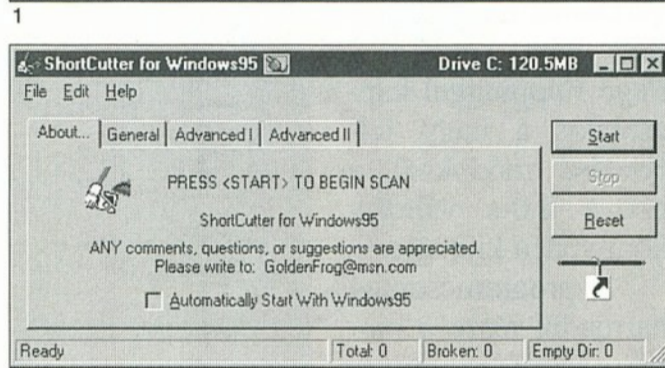 1
ShortCutter for Windows95 Drive C: 120.5MB
File Edit Help
About... General Advanced I Advanced II
PRESS <START> TO BEGIN SCAN
ShortCutter for Windows95
ANY comments, questions, or suggestions are appreciated.
Please write to: GoldenFrog@msn.com
Automatically Start With Windows95
Start
Stop
Reset
Ready Total: 0 Broken: 0 Empty Dir: 0